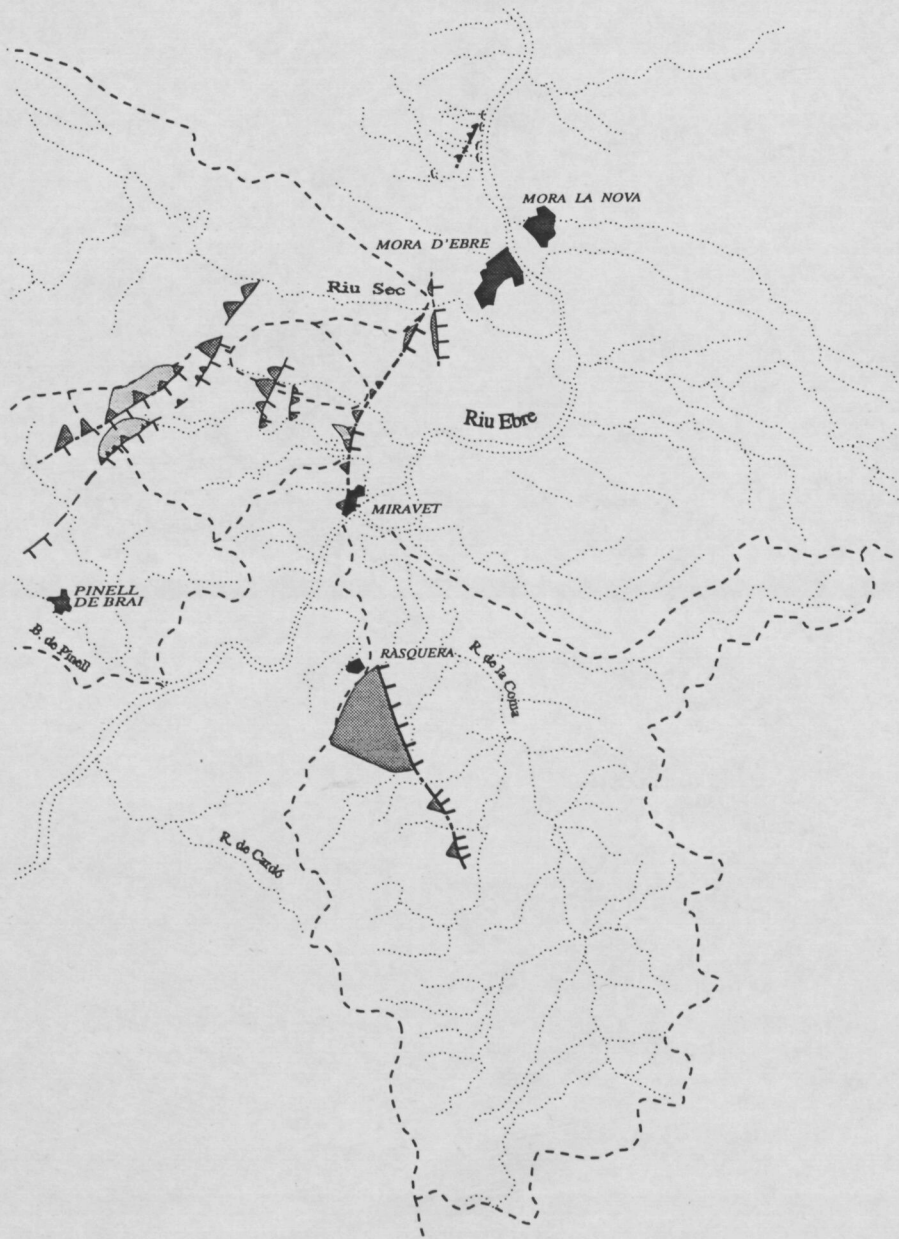 MORA LA NOVA
MORA D'EBRE
Riu Sec
Riu Ebre
MIRAVET
PINELL
DE BRAI
B. de Pinell
RASQUERA
R. de la Coma
R. de Cardó